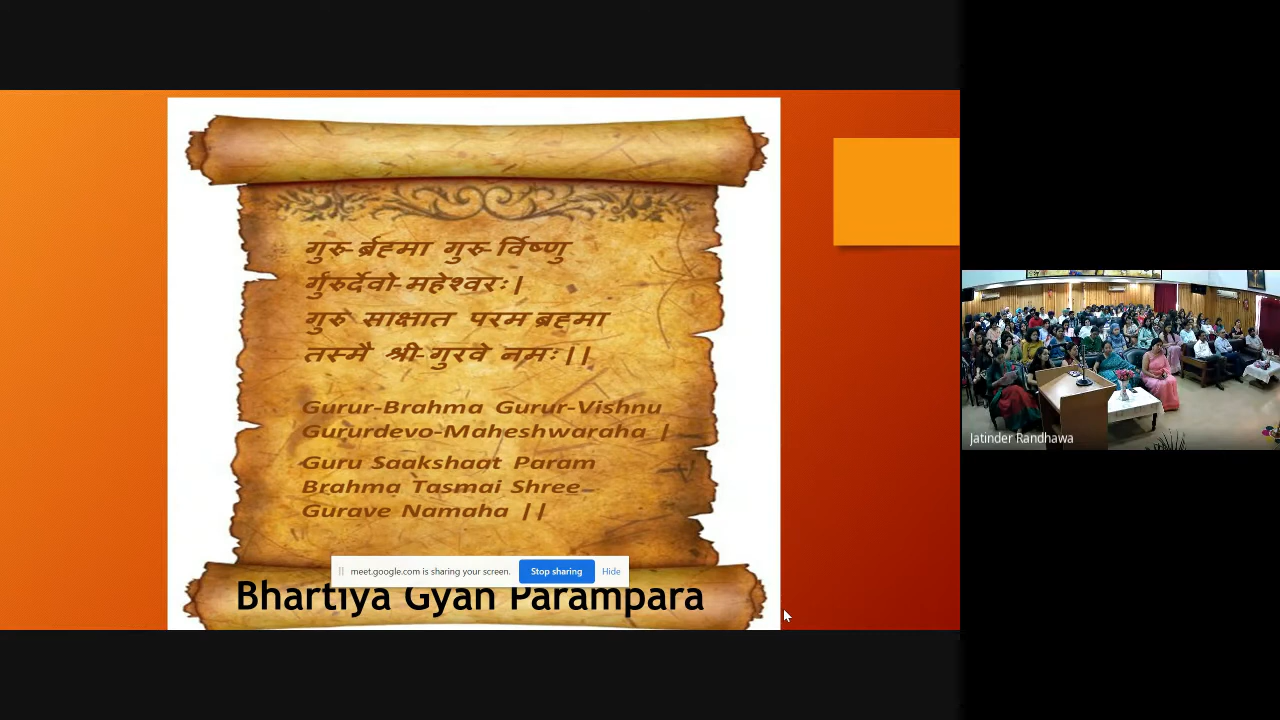 गुरु-र्ब्रहमा गुरु-र्विष्णु
र्गुरुर्देवो-महेश्वरः|
गुरु साक्षात परम ब्रह्मा
तस्मै श्री-गुरवे नमः||
Gurur-Brahma Gurur-Vishnu
Gururdevo-Maheshwaraha |
Guru Saakshaat Param
Brahma Tasmai Shree-
Gurave Namaha ||
meet.google.com is sharing your screen. Stop sharing Hide
Bhartiya Gyan Parampara
Jatinder Randhawa